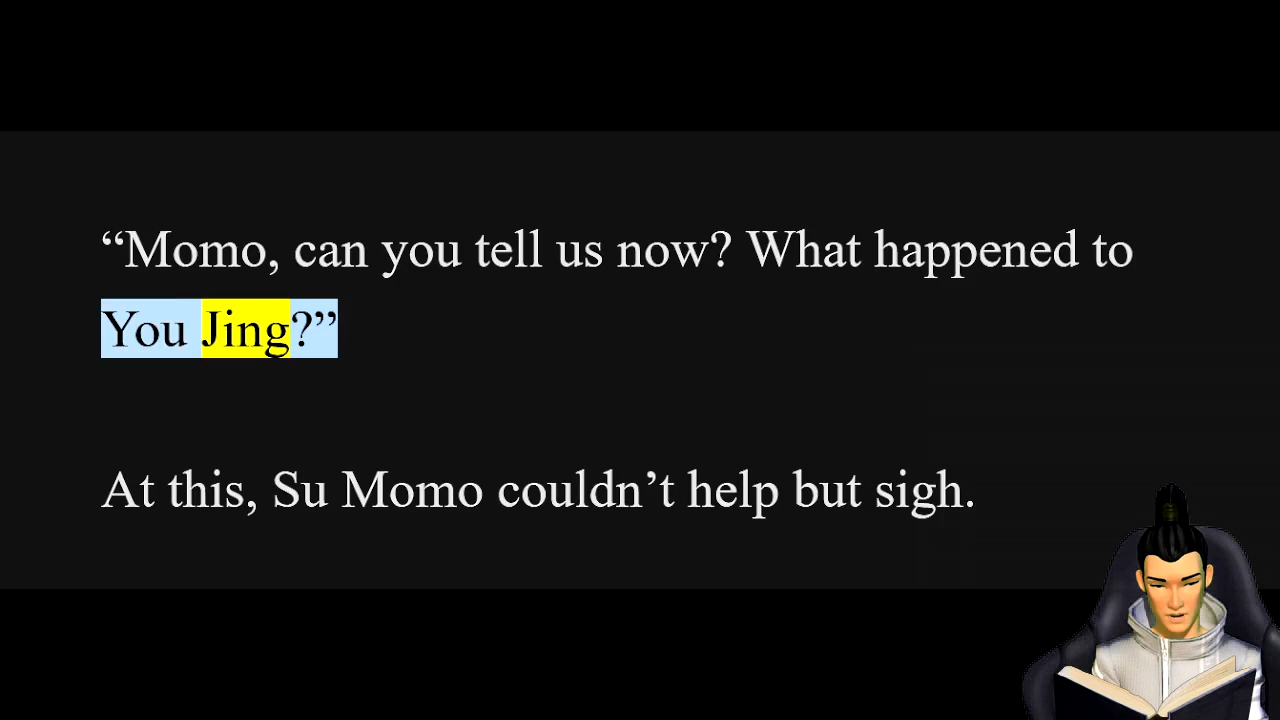 “Momo, can you tell us now? What happened to
You Jing?”
At this, Su Momo couldn’t help but sigh.